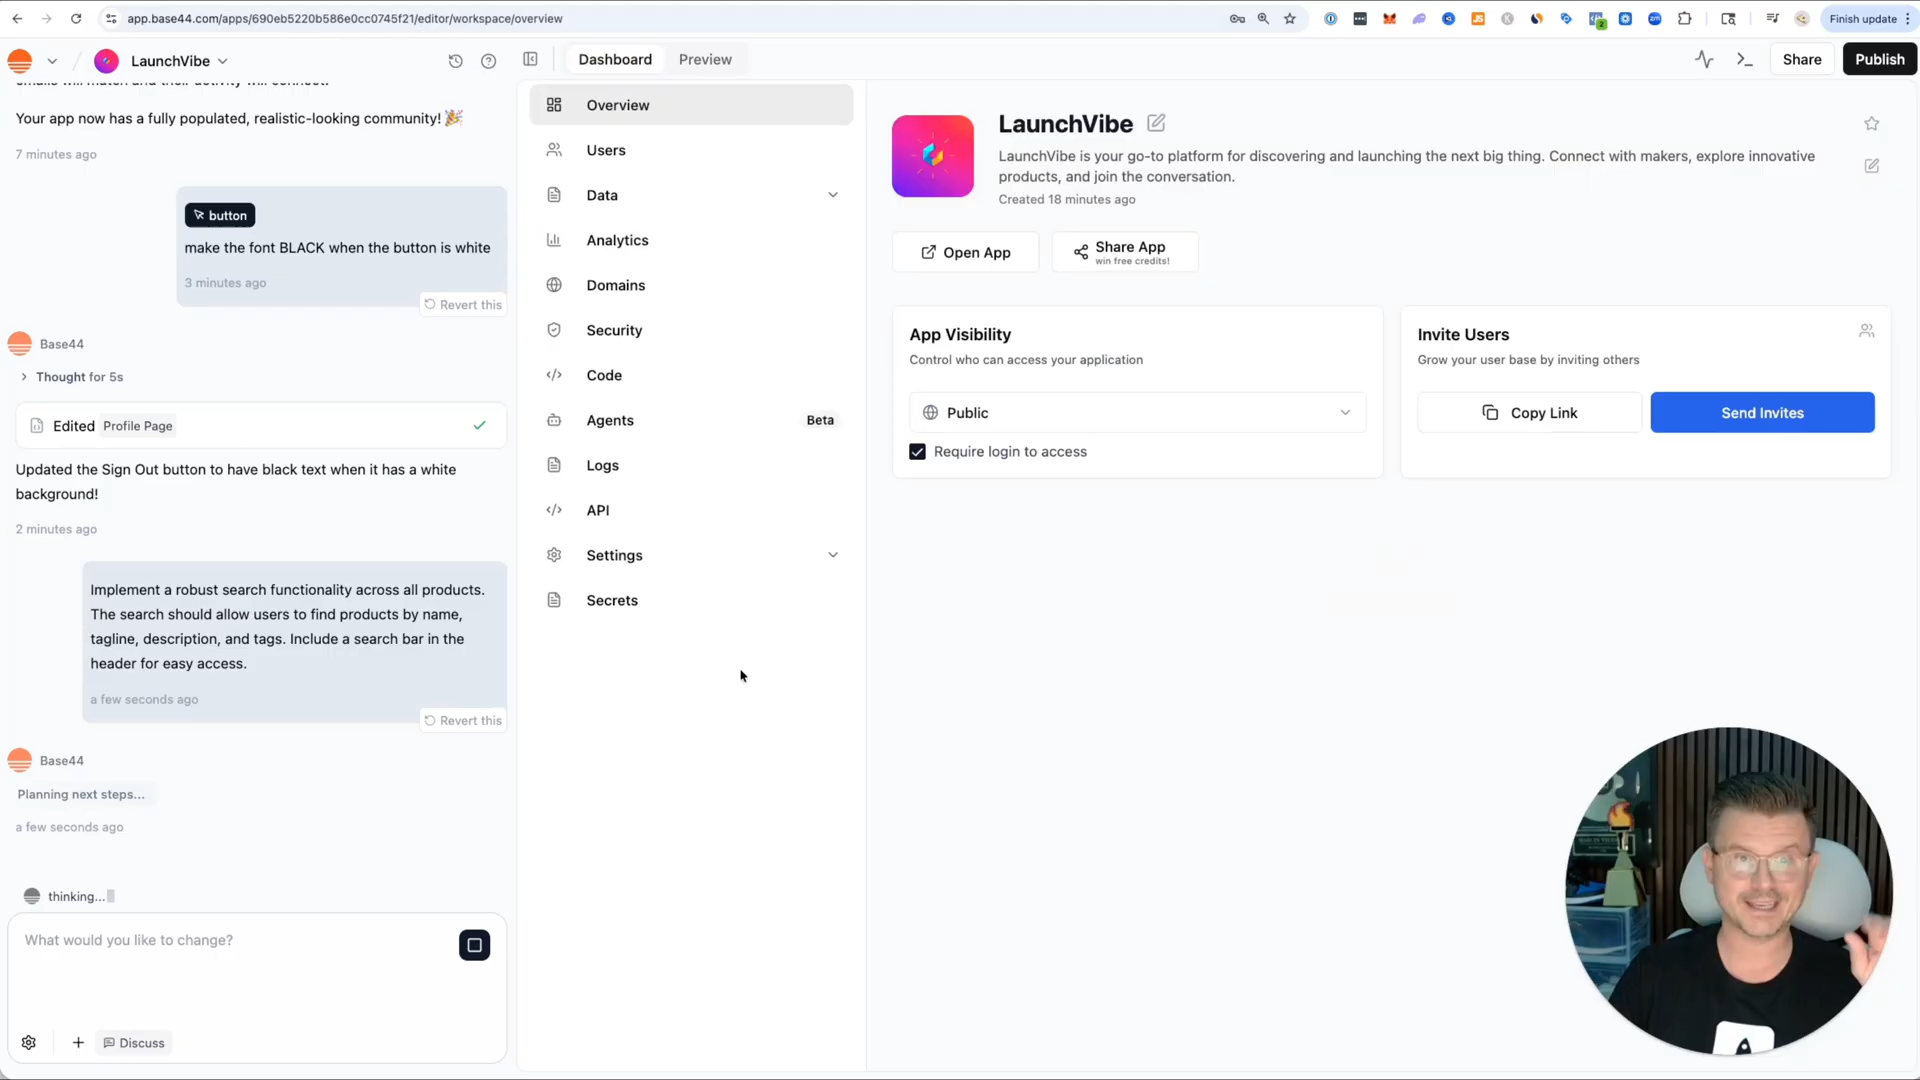 app.base44.com/apps/690eb5220b586e0cc0745f21/editor/workspace/overview
Finish update
LaunchVibe
Dashboard
Preview
Share
Publish
Your app now has a fully populated, realistic-looking community! 🎉
7 minutes ago
button
make the font BLACK when the button is white
3 minutes ago
Revert this
Base44
Thought for 5s
Edited Profile Page
Updated the Sign Out button to have black text when it has a white
background!
2 minutes ago
Implement a robust search functionality across all products.
The search should allow users to find products by name,
tagline, description, and tags. Include a search bar in the
header for easy access.
a few seconds ago
Revert this
Base44
Planning next steps...
a few seconds ago
thinking...
What would you like to change?
Discuss
Overview
Users
Data
Analytics
Domains
Security
Code
Agents
Beta
Logs
API
Settings
Secrets
LaunchVibe
LaunchVibe is your go-to platform for discovering and launching the next big thing. Connect with makers, explore innovative
products, and join the conversation.
Created 18 minutes ago
Open App
Share App
win free credits!
App Visibility
Control who can access your application
Public
Require login to access
Invite Users
Grow your user base by inviting others
Copy Link
Send Invites